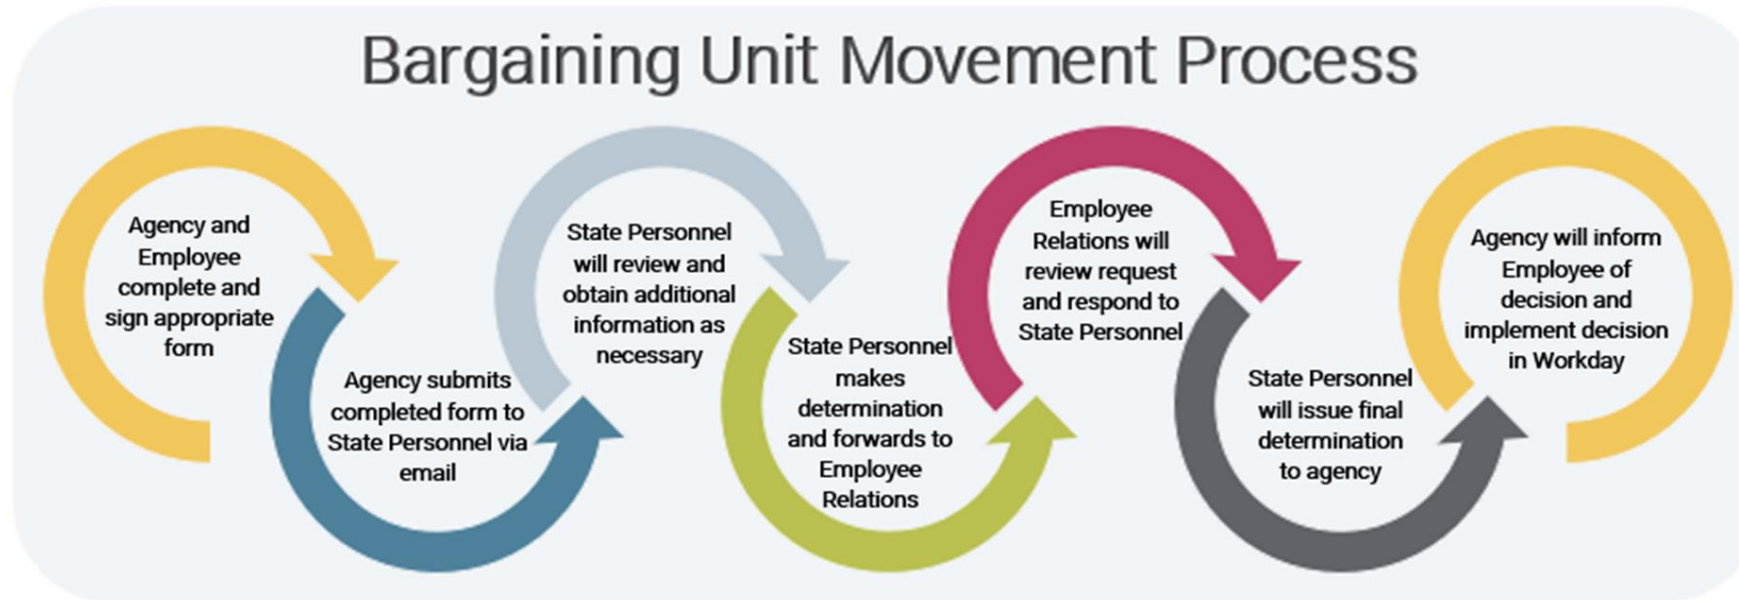 Bargaining Unit Movement Process
Agency and
Employee
complete and
sign appropriate
form
Agency submits
completed form to
State Personnel via
email
State Personnel
will review and
obtain additional
information as
necessary
State Personnel
makes
determination
and forwards to
Employee
Relations
Employee
Relations will
review request
and respond to
State Personnel
State Personnel
will issue final
determination
to agency
Agency will inform
Employee of
decision and
implement decision
in Workday